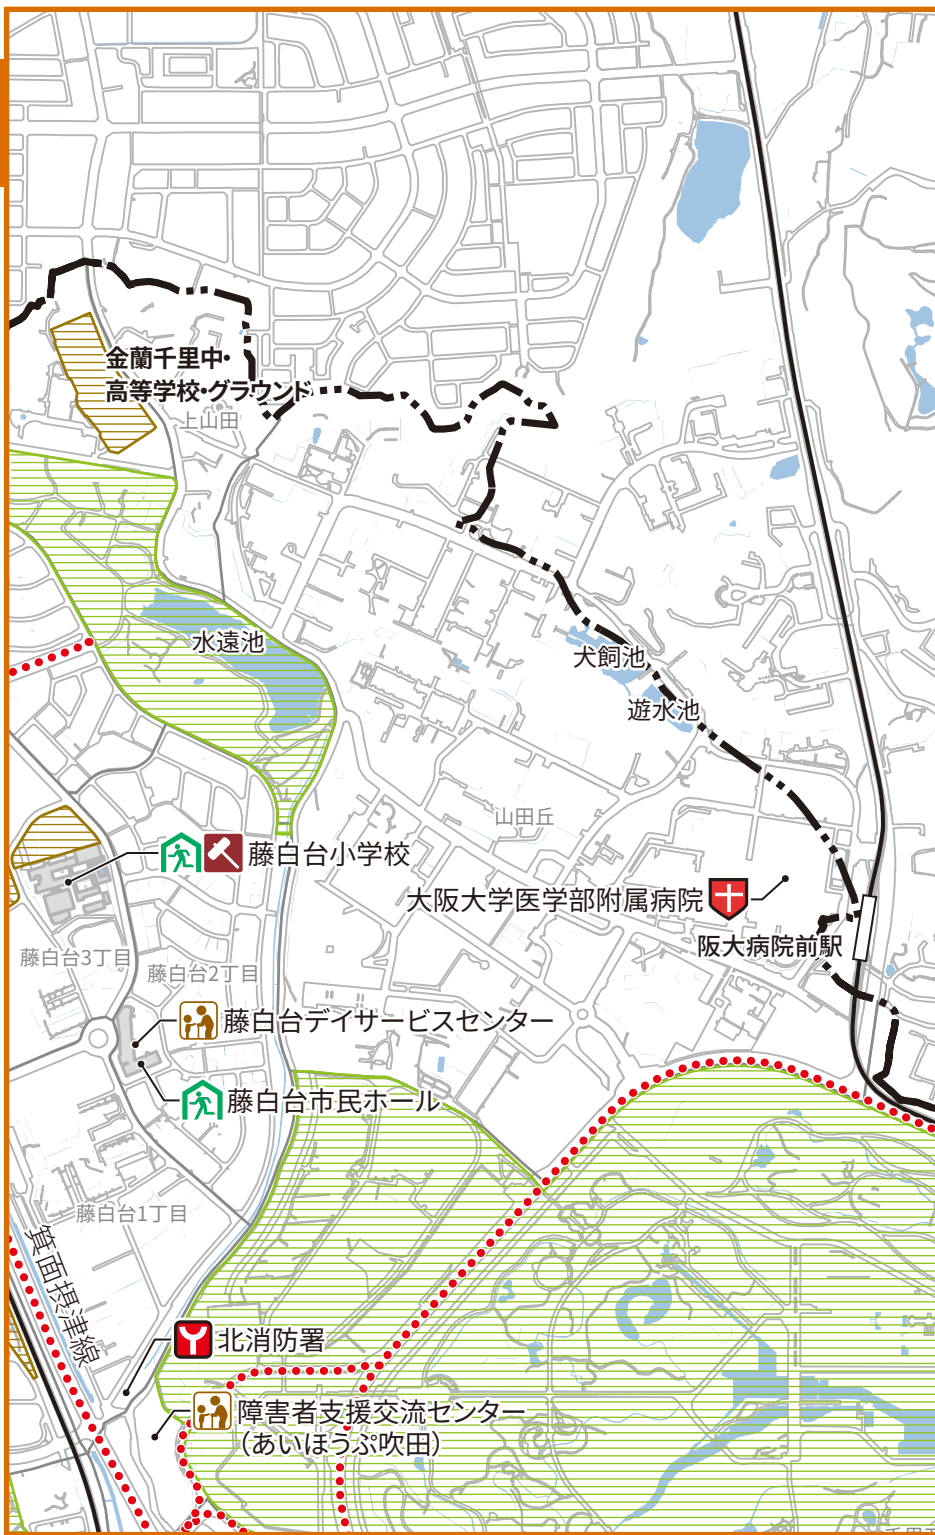 金蘭千里中・
高等学校・グラウンド
上山田
水遠池
犬飼池
遊水池
山田丘
藤白台小学校
大阪大学医学部附属病院
阪大病院前駅
藤白台3丁目
藤白台2丁目
藤白台デイサービスセンター
藤白台市民ホール
藤白台1丁目
箕面摂津線
北消防署
障害者支援交流センター
（あいほうぷ吹田）